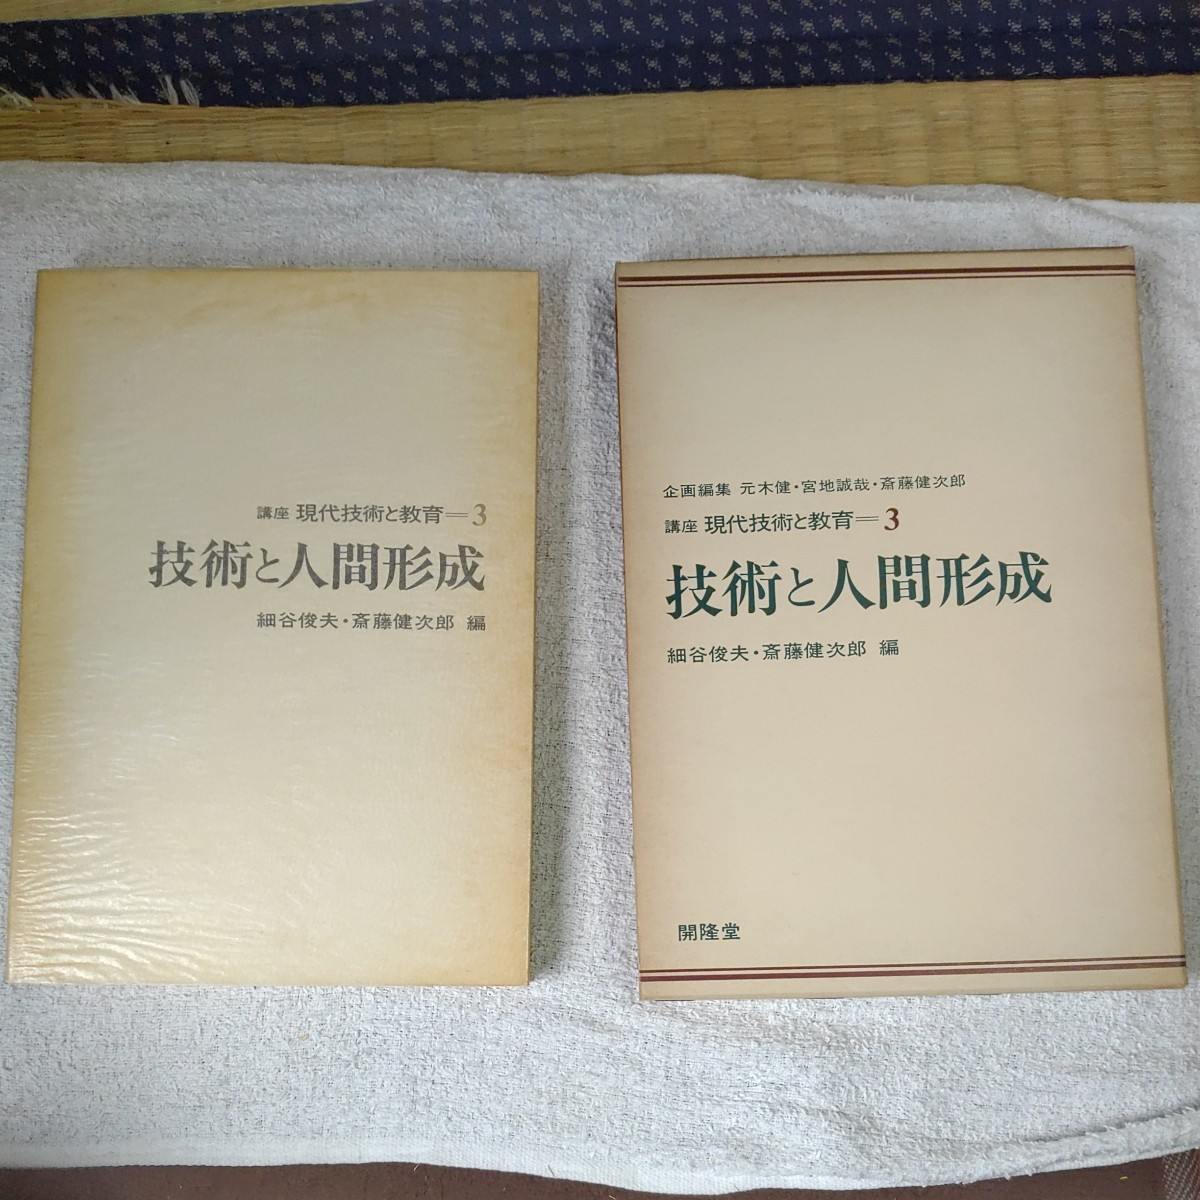 講座 現代技術と教育＝3
技術と人間形成
細谷俊夫・斎藤健次郎 編
企画編集 元木健・宮地誠哉・斎藤健次郎
講座 現代技術と教育＝3
技術と人間形成
細谷俊夫・斎藤健次郎 編
開隆堂